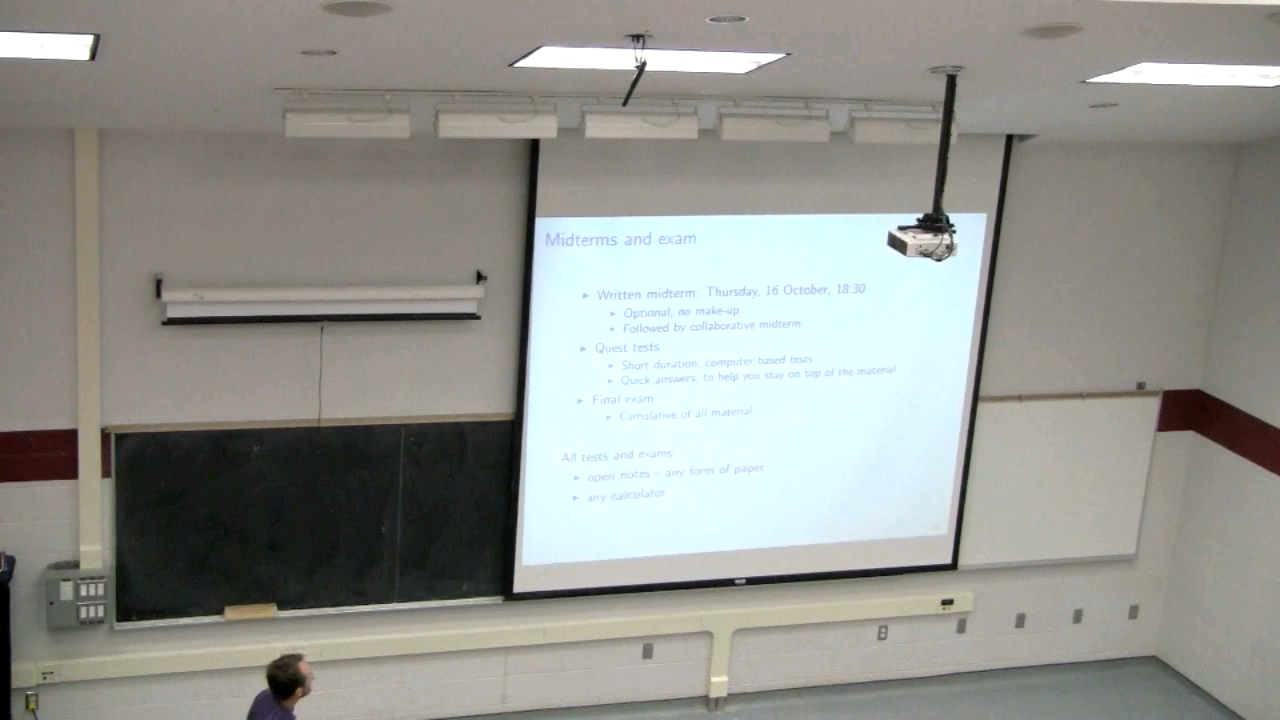 Midterms and exam
▸ Written midterm: Thursday, 16 October, 18:30
▸ Optional, no make-up
▸ Followed by collaborative midterm
▸ Quest tests
▸ Short duration, computer based tests
▸ Quick answers, to help you stay on top of the material
▸ Final exam
▸ Cumulative of all material
All tests and exams:
▸ open notes – any form of paper
▸ any calculator